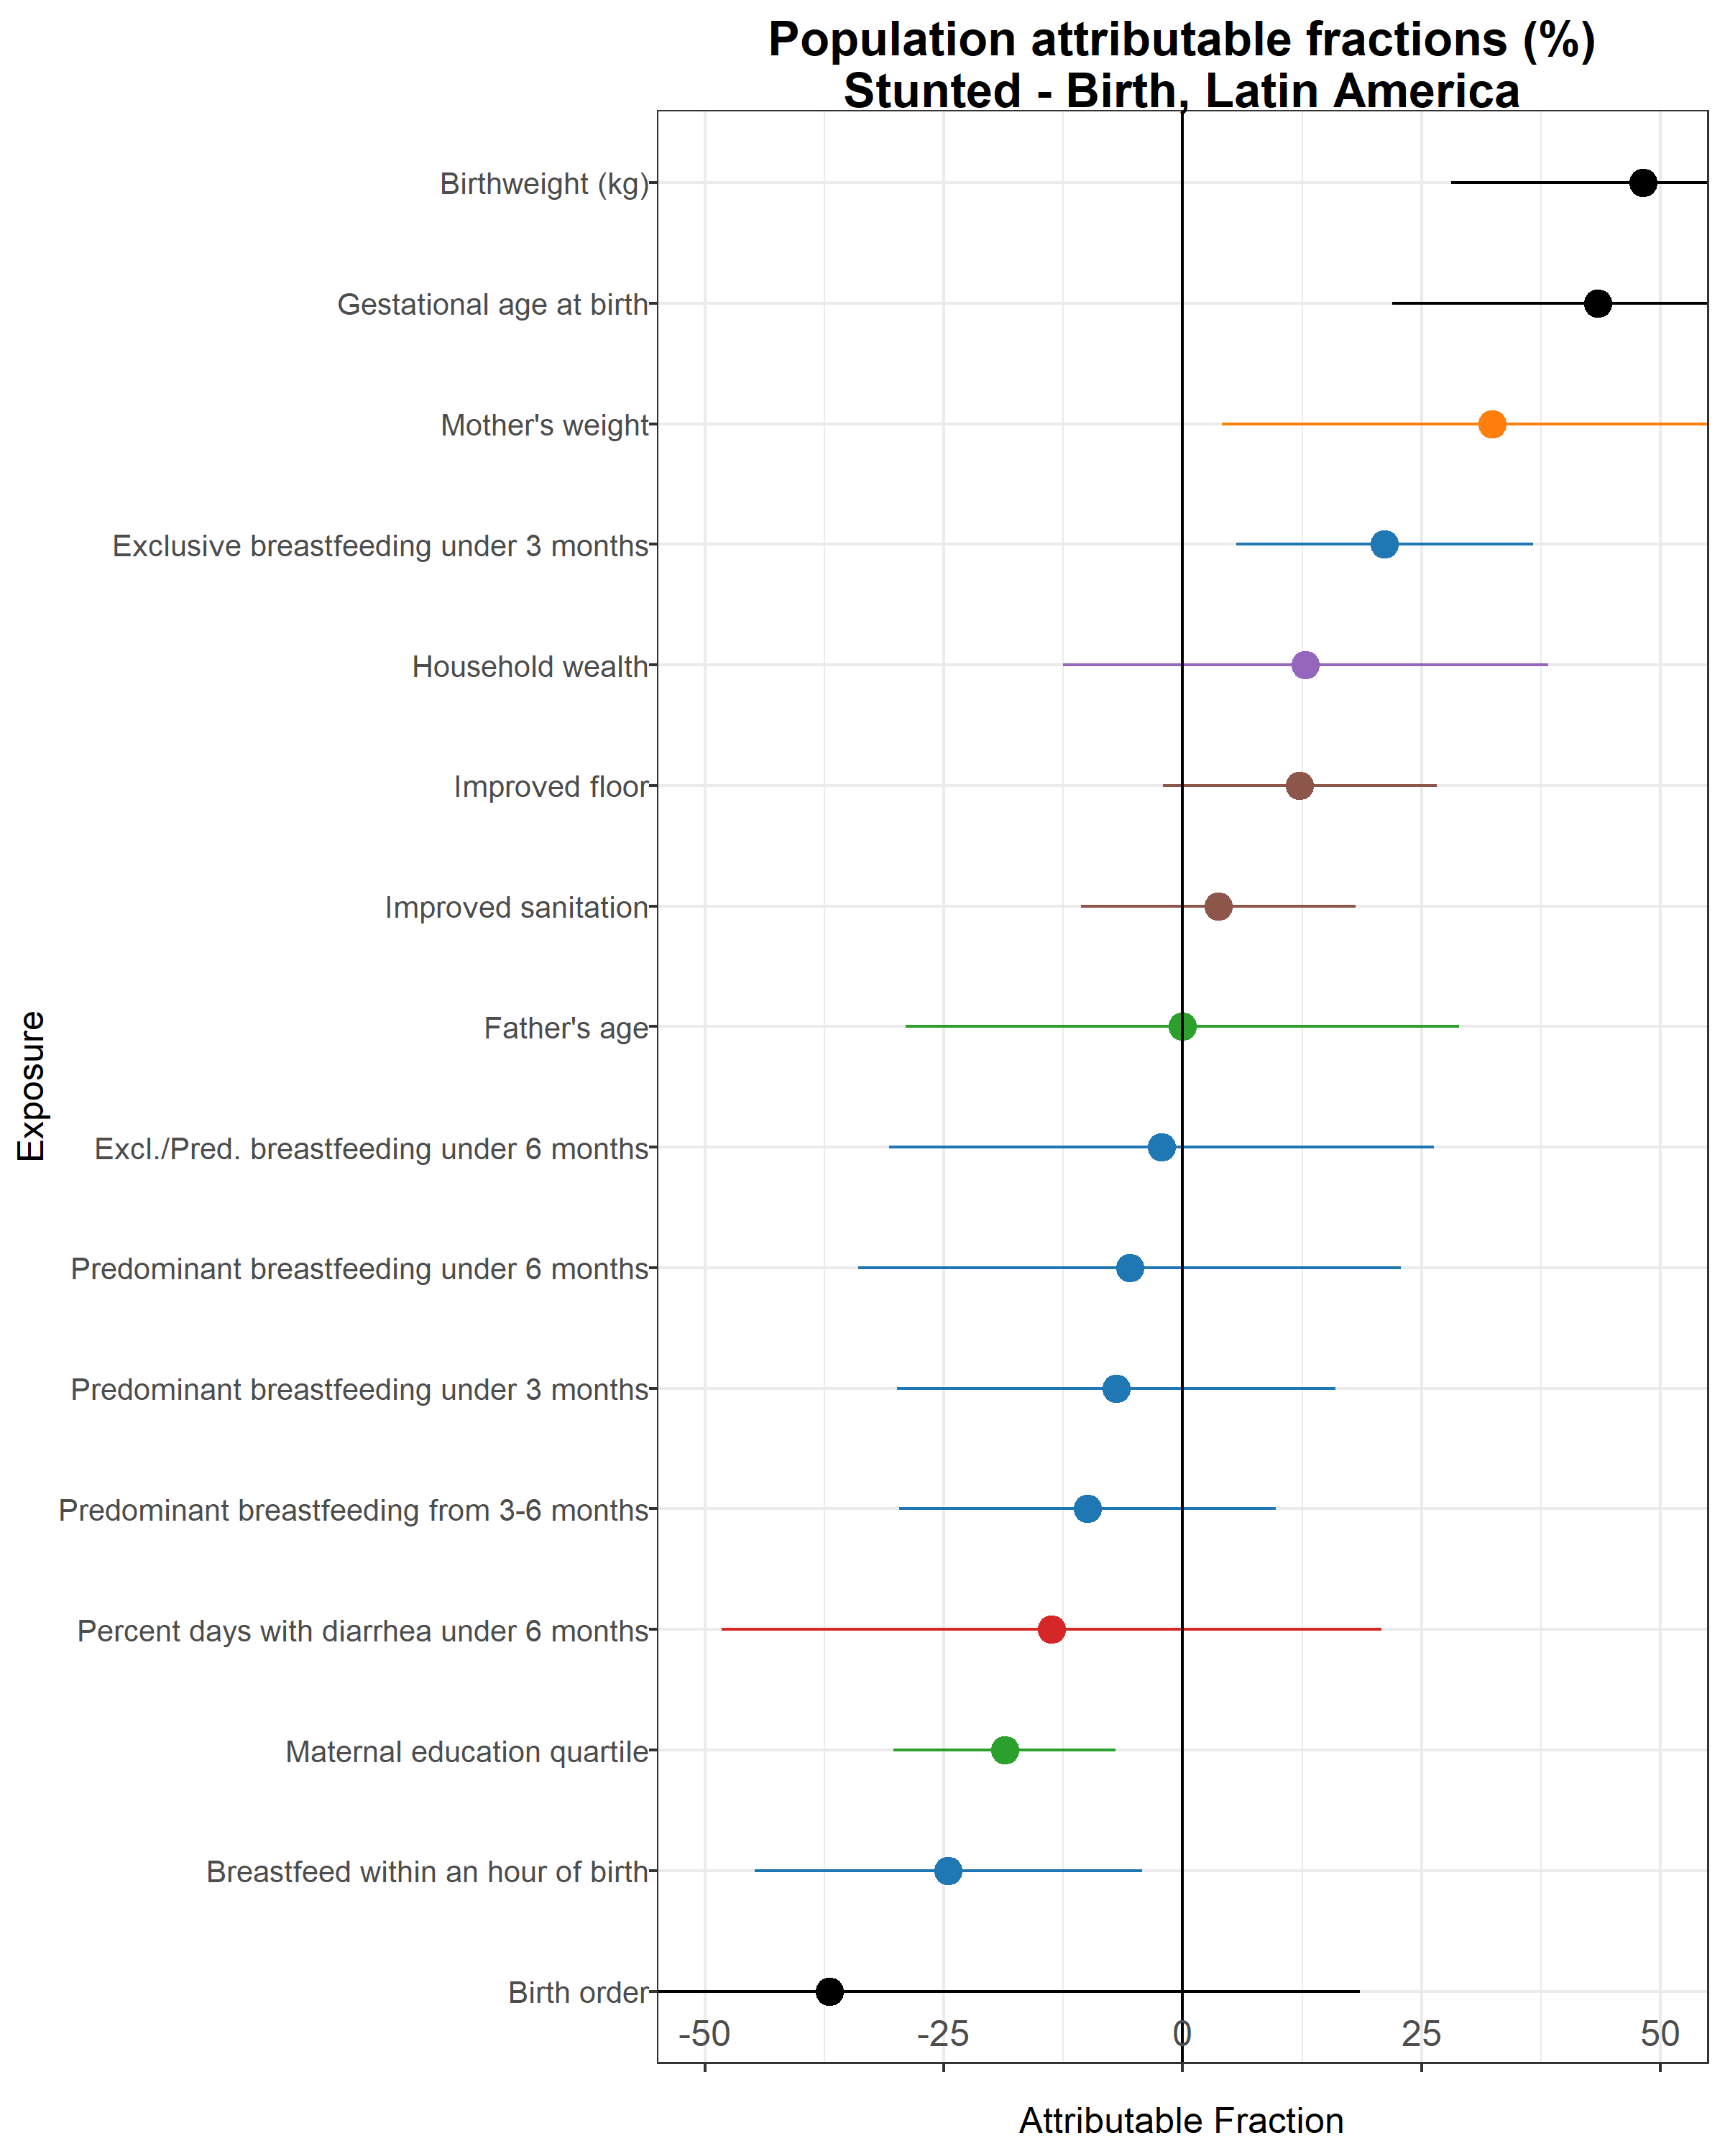 Population attributable fractions (%)
Stunted - Birth, Latin America
Birthweight (kg)
Gestational age at birth
Mother's weight
Exclusive breastfeeding under 3 months
Household wealth
Improved floor
Improved sanitation
Father's age
Excl./Pred. breastfeeding under 6 months
Predominant breastfeeding under 6 months
Predominant breastfeeding under 3 months
Predominant breastfeeding from 3-6 months
Percent days with diarrhea under 6 months
Maternal education quartile
Breastfeed within an hour of birth
Birth order
Exposure
-50 -25 0 25 50
Attributable Fraction